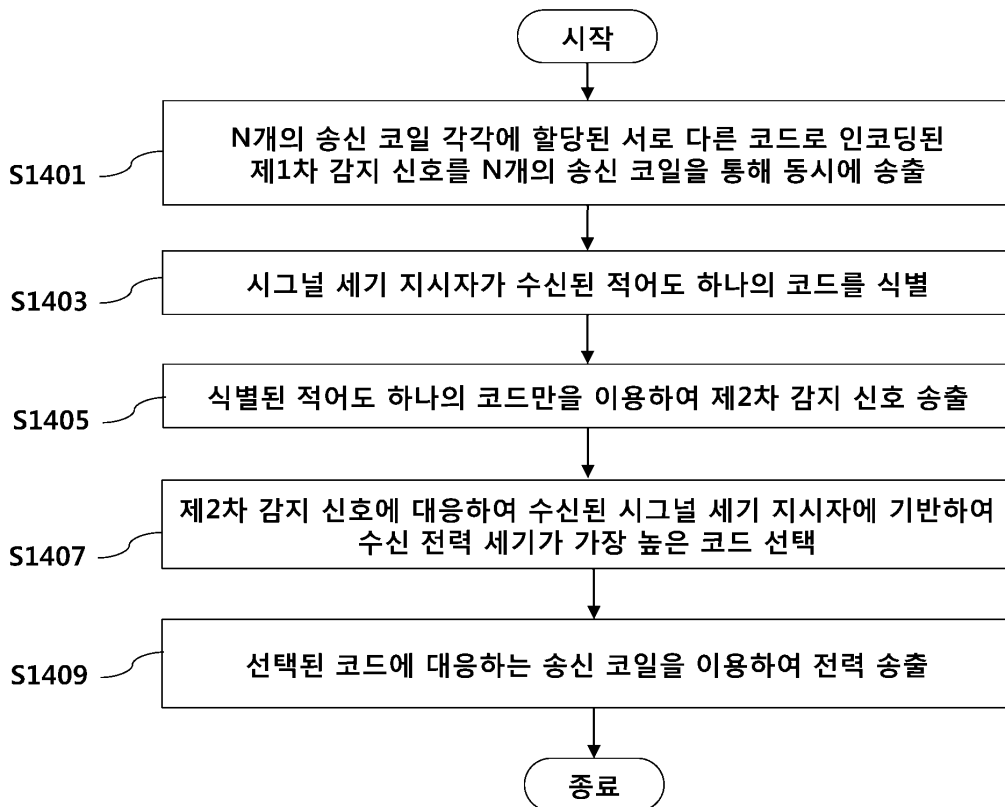 시작
S1401
N개의 송신 코일 각각에 할당된 서로 다른 코드로 인코딩된
제1차 감지 신호를 N개의 송신 코일을 통해 동시에 송출
S1403
시그널 세기 지시자가 수신된 적어도 하나의 코드를 식별
S1405
식별된 적어도 하나의 코드만을 이용하여 제2차 감지 신호 송출
S1407
제2차 감지 신호에 대응하여 수신된 시그널 세기 지시자에 기반하여
수신 전력 세기가 가장 높은 코드 선택
S1409
선택된 코드에 대응하는 송신 코일을 이용하여 전력 송출
종료